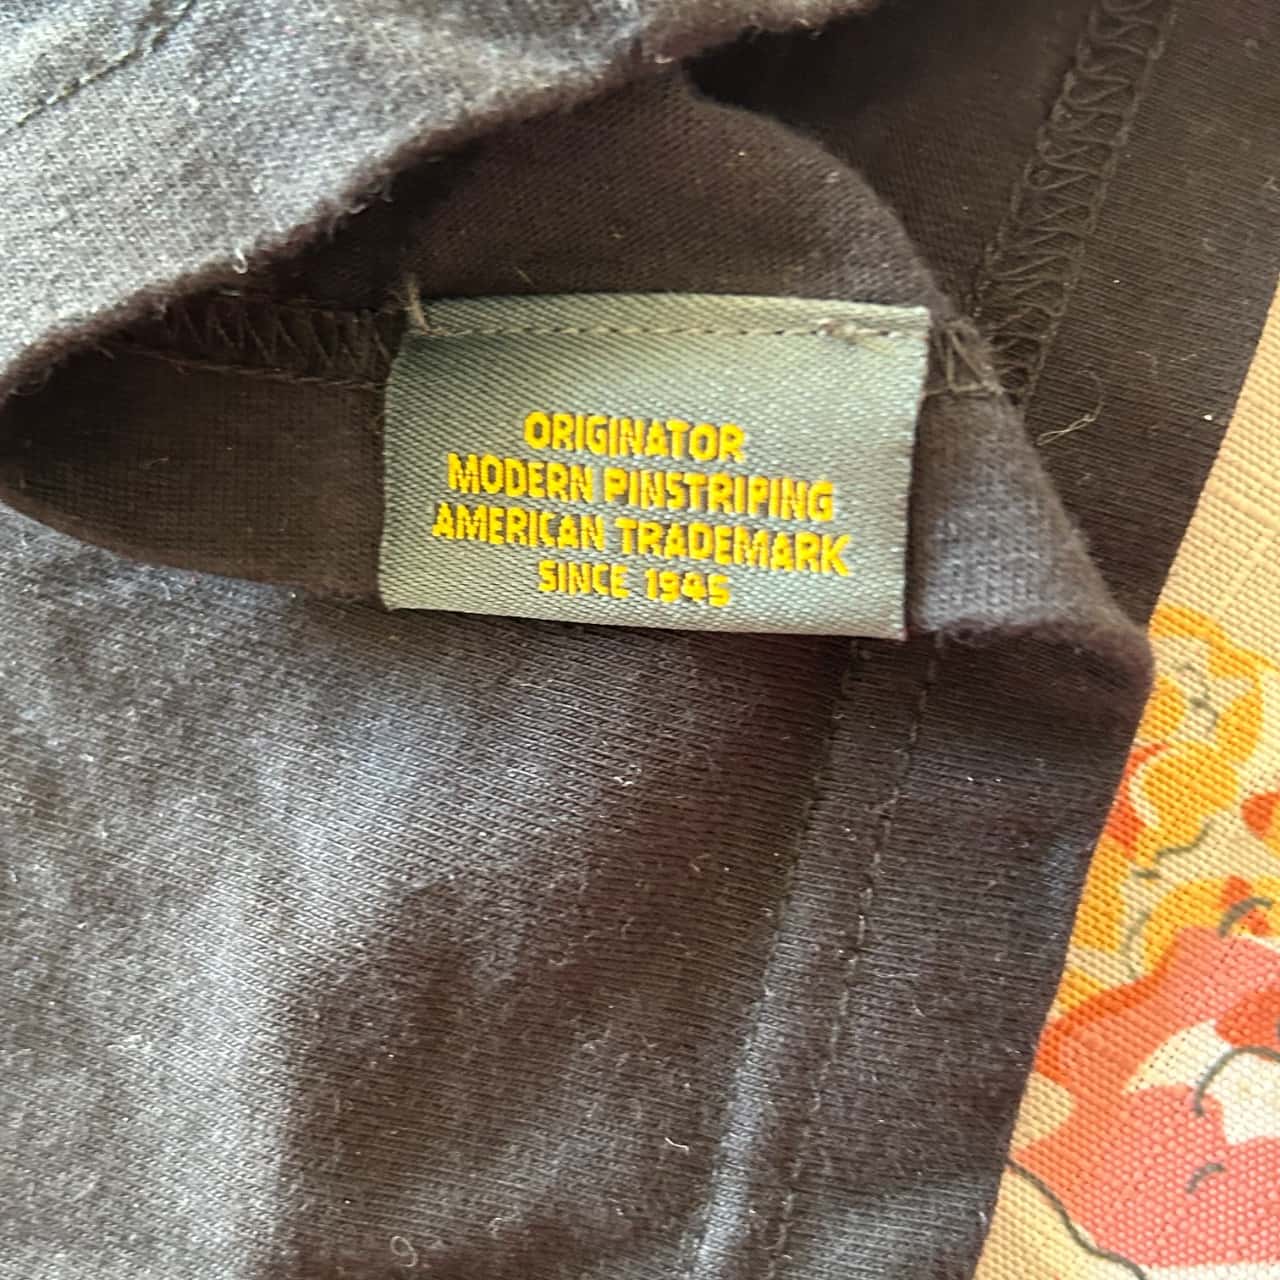 ORIGINATOR
MODERN PINSTRIPING
AMERICAN TRADEMARK
SINCE 1945